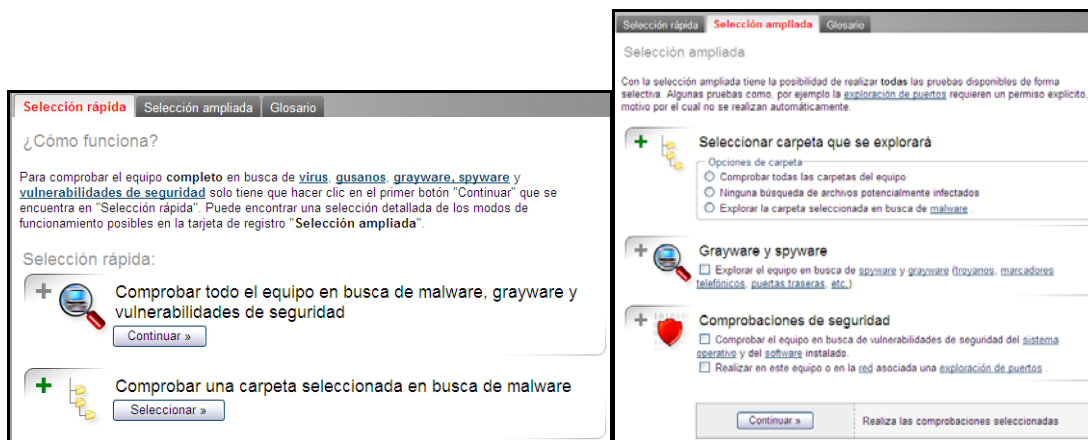 Selección rápida Selección ampliada Glosario
¿Cómo funciona?
Para comprobar el equipo completo en busca de virus, gusanos, grayware, spyware y
vulnerabilidades de seguridad solo tiene que hacer clic en el primer botón "Continuar" que se
encuentra en "Selección rápida". Puede encontrar una selección detallada de los modos de
funcionamiento posibles en la tarjeta de registro "Selección ampliada".
Selección rápida:
Comprobar todo el equipo en busca de malware, grayware y
vulnerabilidades de seguridad
Continuar »
Comprobar una carpeta seleccionada en busca de malware
Seleccionar »
Selección rápida Selección ampliada Glosario
Selección ampliada
Con la selección ampliada tiene la posibilidad de realizar todas las pruebas disponibles de forma
selectiva. Algunas pruebas como, por ejemplo la exploración de puertos requieren un permiso explícito,
motivo por el cual no se realizan automáticamente.
Seleccionar carpeta que se explorará
Opciones de carpeta
Comprobar todas las carpetas del equipo
Ninguna búsqueda de archivos potencialmente infectados
Explorar la carpeta seleccionada en busca de malware .
Grayware y spyware
Explorar el equipo en busca de spyware y grayware (troyanos, marcadores
telefónicos, puertas traseras, etc.).
Comprobaciones de seguridad
Comprobar el equipo en busca de vulnerabilidades de seguridad del sistema
operativo y del software instalado.
Realizar en este equipo o en la red asociada una exploración de puertos .
Continuar »
Realiza las comprobaciones seleccionadas